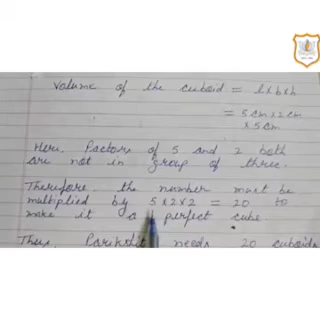 Volume of the cuboid = l x b x h
= 5 cm x 2 cm
x 5 cm
Here, Factors of 5 and 2 both
are not in group of three.
Therefore, the number must be
multiplied by 5 x 2 x 2 = 20 to
make it a perfect cube.
Thus, Parikshit needs 20 cuboids